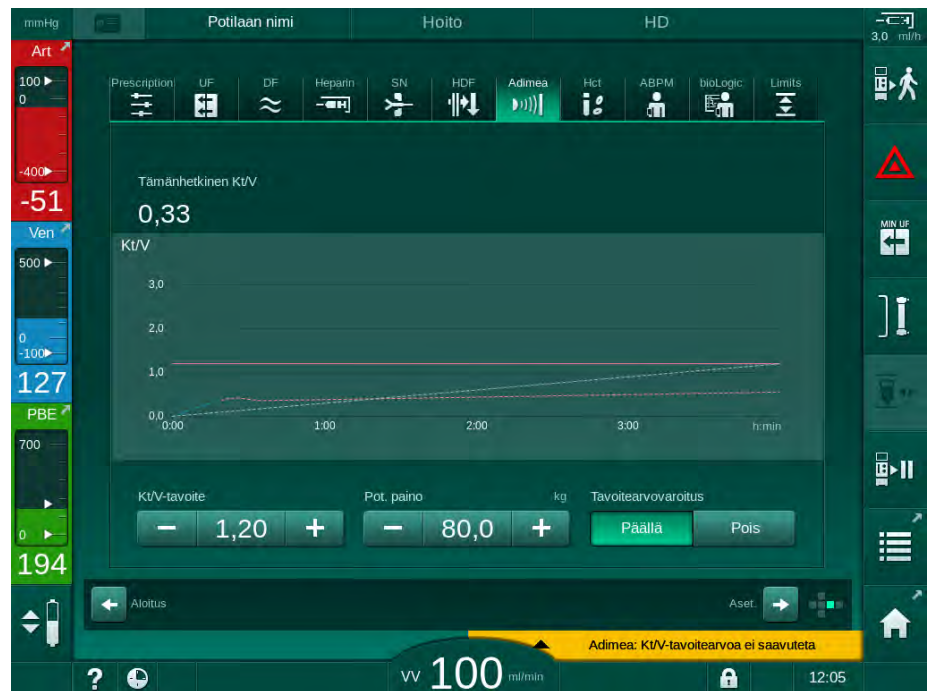 mmHg
Potilaan nimi
Hoito
HD
3,0 ml/h
Art
100
0
-400
-51
Ven
500
0
-100
127
PBE
700
0
194
Prescription
UF
DF
Heparin
SN
HDF
Adimea
Hct
ABPM
bioLogic
Limits
Tämänhetkinen Kt/V
0,33
Kt/V
3,0
2,0
1,0
0,0
0:00
1:00
2:00
3:00
h:min
Kt/V-tavoite
Pot. paino
kg
Tavoitearvovaroitus
− 1,20 +
− 80,0 +
Päällä
Pois
Aloitus
Aset.
MIN UF
Adimea: Kt/V-tavoitearvoa ei saavuteta
?
VV 100 ml/min
12:05